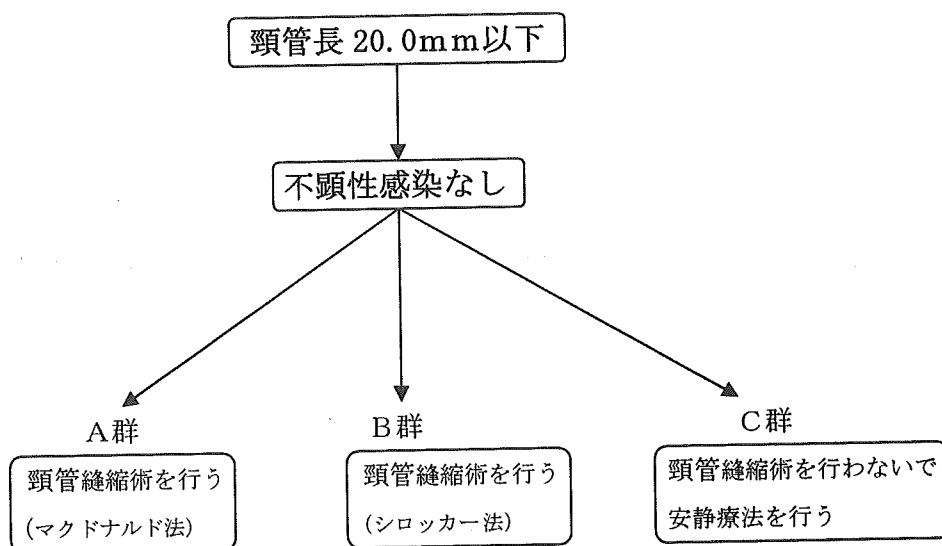 頸管長 20.0mm以下
不顕性感染なし
A群
B群
C群
頸管縫縮術を行う
(マクドナルド法)
頸管縫縮術を行う
(シロッカー法)
頸管縫縮術を行わないで
安静療法を行う